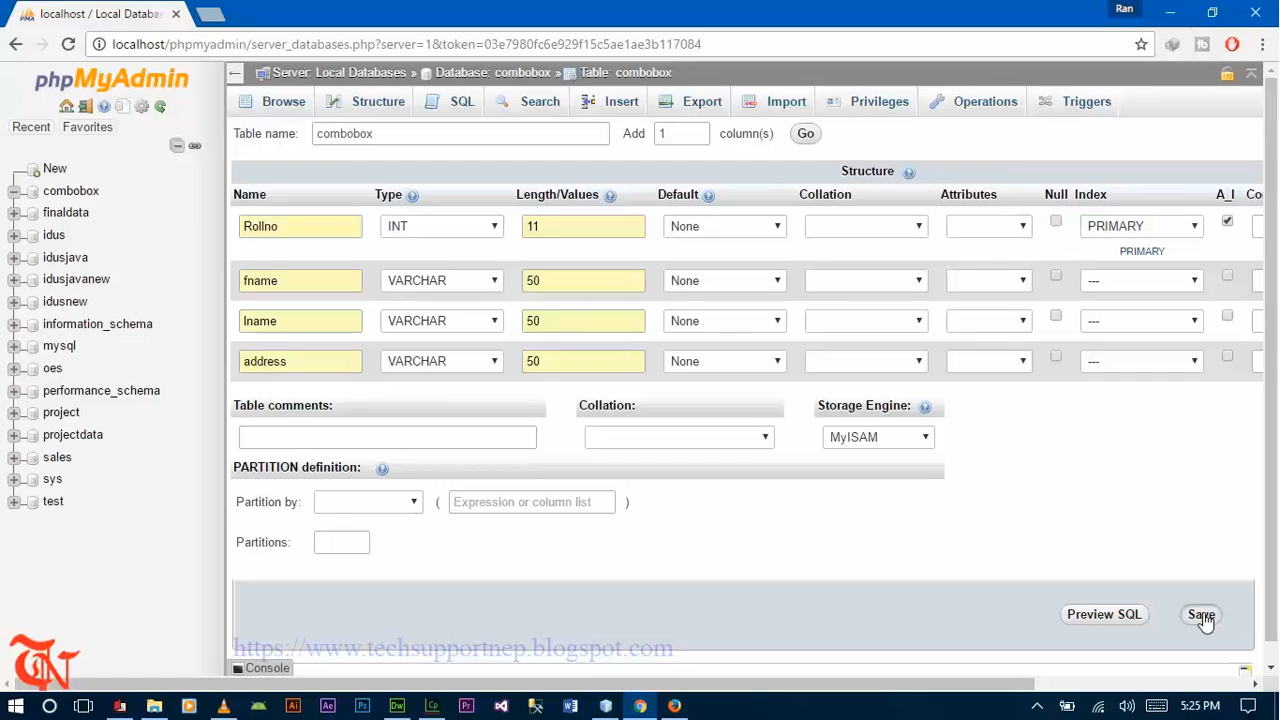 localhost / Local Databa
Ran
localhost/phpmyadmin/server_databases.php?server=1&token=03e7980fc6e929f15c5ae1ae3b117084
phpMyAdmin
Recent Favorites
New
combobox
finaldata
idus
idusjava
idusjavanew
idusnew
information_schema
mysql
oes
performance_schema
project
projectdata
sales
sys
test
Server: Local Databases » Database: combobox » Table: combobox
Browse Structure SQL Search Insert Export Import Privileges Operations Triggers
Table name: combobox Add 1 column(s) Go
Structure
Name Type Length/Values Default Collation Attributes Null Index A_I Co
Rollno INT 11 None PRIMARY
PRIMARY
fname VARCHAR 50 None ---
lname VARCHAR 50 None ---
address VARCHAR 50 None ---
Table comments: Collation: Storage Engine:
MyISAM
PARTITION definition:
Partition by: ( Expression or column list )
Partitions:
Preview SQL Save
https://www.techsupportnep.blogspot.com
Console
5:25 PM